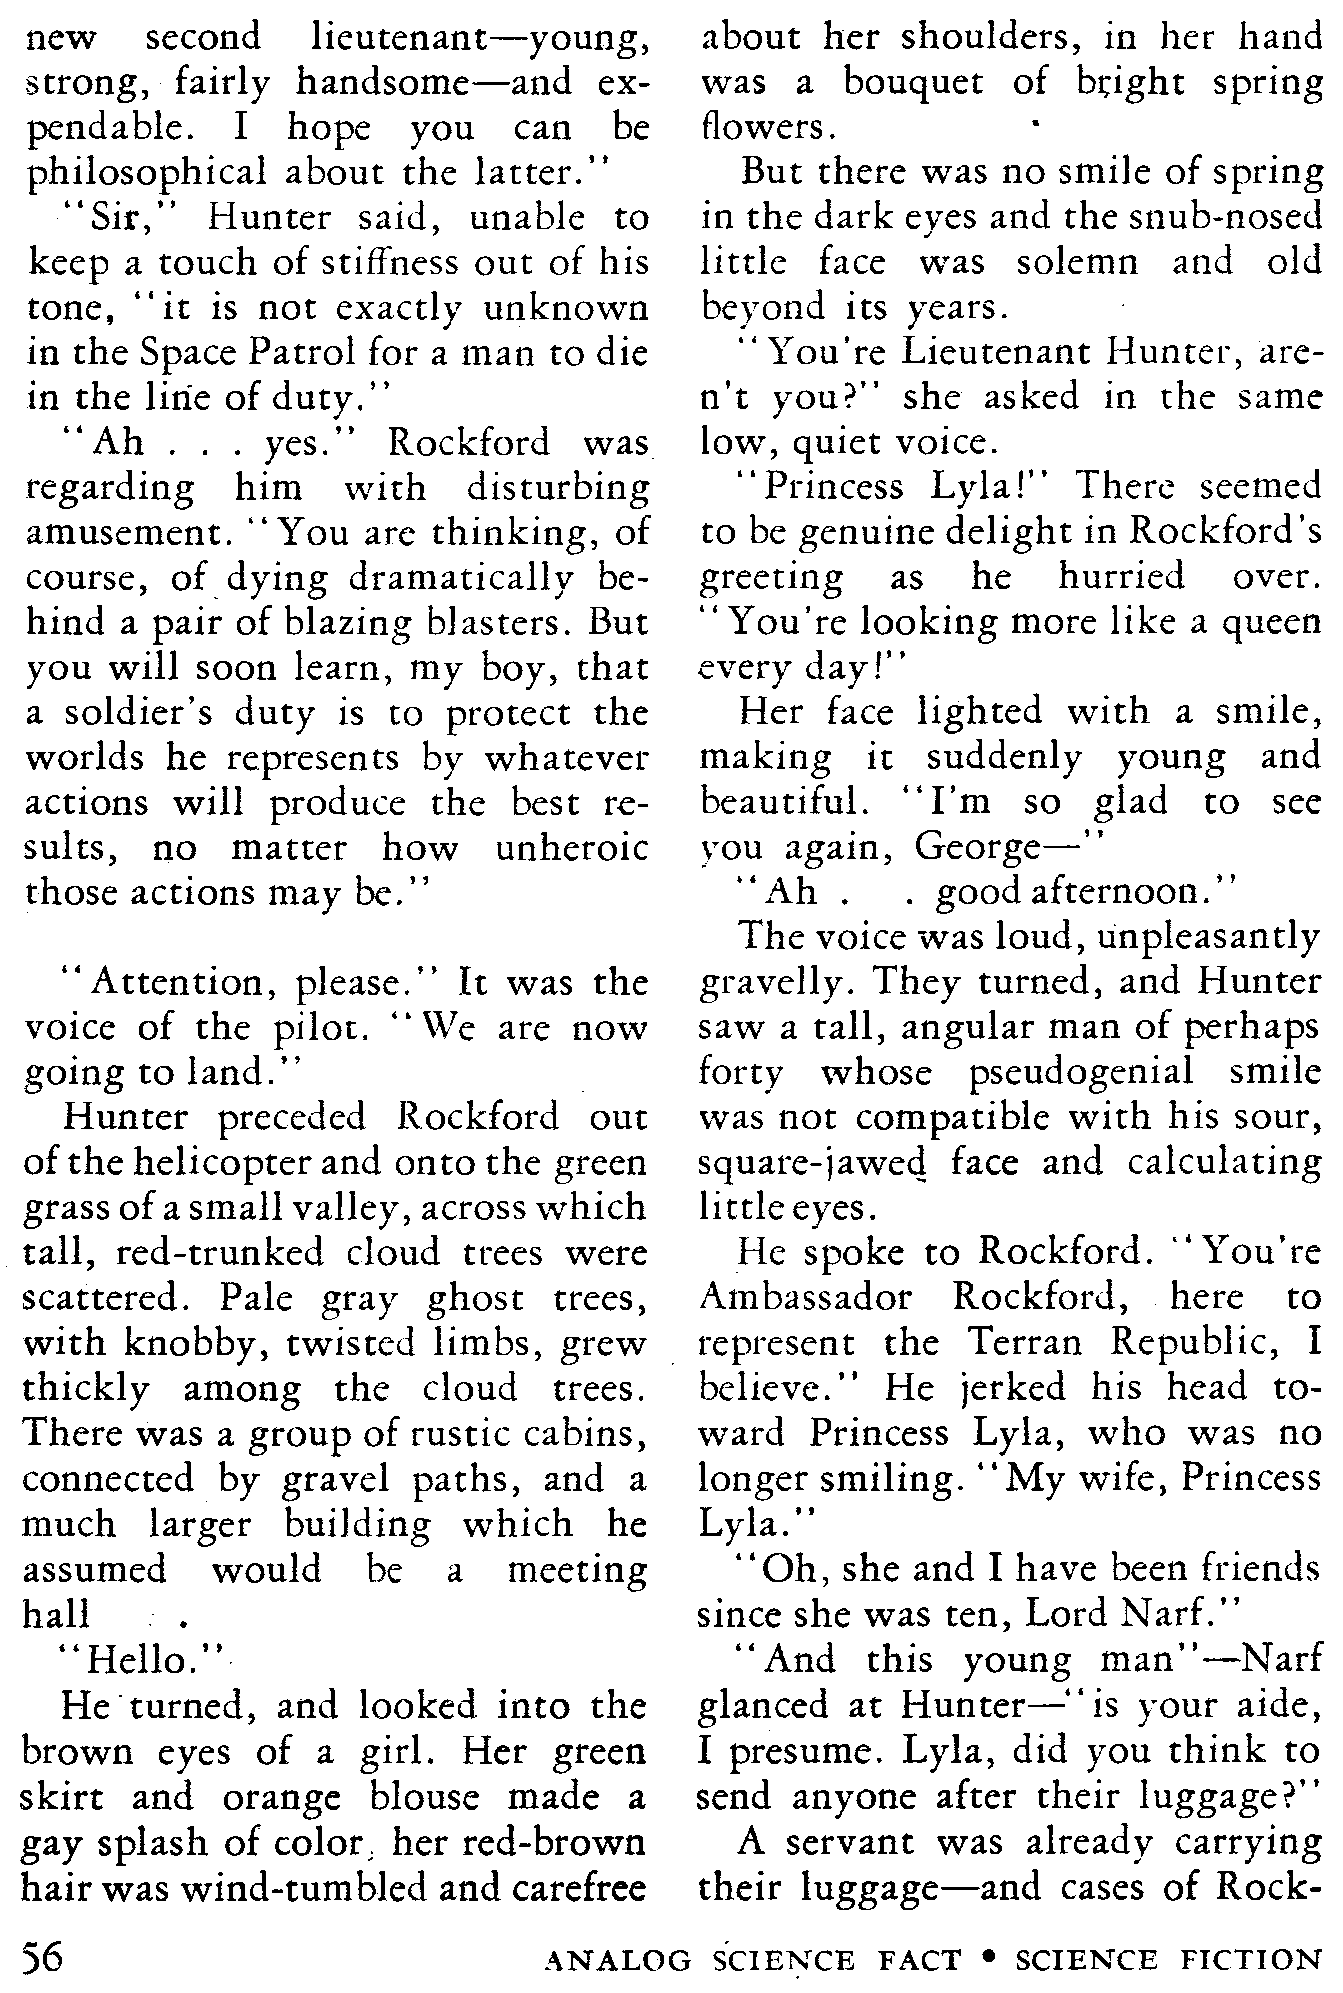 new second lieutenant—young,
strong, fairly handsome—and ex-
pendable. I hope you can be
philosophical about the latter."
"Sir," Hunter said, unable to
keep a touch of stiffness out of his
tone, "it is not exactly unknown
in the Space Patrol for a man to die
in the line of duty."
"Ah . . . yes." Rockford was
regarding him with disturbing
amusement. "You are thinking, of
course, of dying dramatically be-
hind a pair of blazing blasters. But
you will soon learn, my boy, that
a soldier's duty is to protect the
worlds he represents by whatever
actions will produce the best re-
sults, no matter how unheroic
those actions may be."
"Attention, please." It was the
voice of the pilot. "We are now
going to land."
Hunter preceded Rockford out
of the helicopter and onto the green
grass of a small valley, across which
tall, red-trunked cloud trees were
scattered. Pale gray ghost trees,
with knobby, twisted limbs, grew
thickly among the cloud trees.
There was a group of rustic cabins,
connected by gravel paths, and a
much larger building which he
assumed would be a meeting
hall . .
"Hello."
He turned, and looked into the
brown eyes of a girl. Her green
skirt and orange blouse made a
gay splash of color, her red-brown
hair was wind-tumbled and carefree
about her shoulders, in her hand
was a bouquet of bright spring
flowers.
But there was no smile of spring
in the dark eyes and the snub-nosed
little face was solemn and old
beyond its years.
"You're Lieutenant Hunter, are-
n't you?" she asked in the same
low, quiet voice.
"Princess Lyla!" There seemed
to be genuine delight in Rockford's
greeting as he hurried over.
"You're looking more like a queen
every day!"
Her face lighted with a smile,
making it suddenly young and
beautiful. "I'm so glad to see
you again, George—"
"Ah . . good afternoon."
The voice was loud, unpleasantly
gravelly. They turned, and Hunter
saw a tall, angular man of perhaps
forty whose pseudogenial smile
was not compatible with his sour,
square-jawed face and calculating
little eyes.
He spoke to Rockford. "You're
Ambassador Rockford, here to
represent the Terran Republic, I
believe." He jerked his head to-
ward Princess Lyla, who was no
longer smiling. "My wife, Princess
Lyla."
"Oh, she and I have been friends
since she was ten, Lord Narf."
"And this young man"—Narf
glanced at Hunter—"is your aide,
I presume. Lyla, did you think to
send anyone after their luggage?"
A servant was already carrying
their luggage—and cases of Rock-
56 ANALOG SCIENCE FACT • SCIENCE FICTION